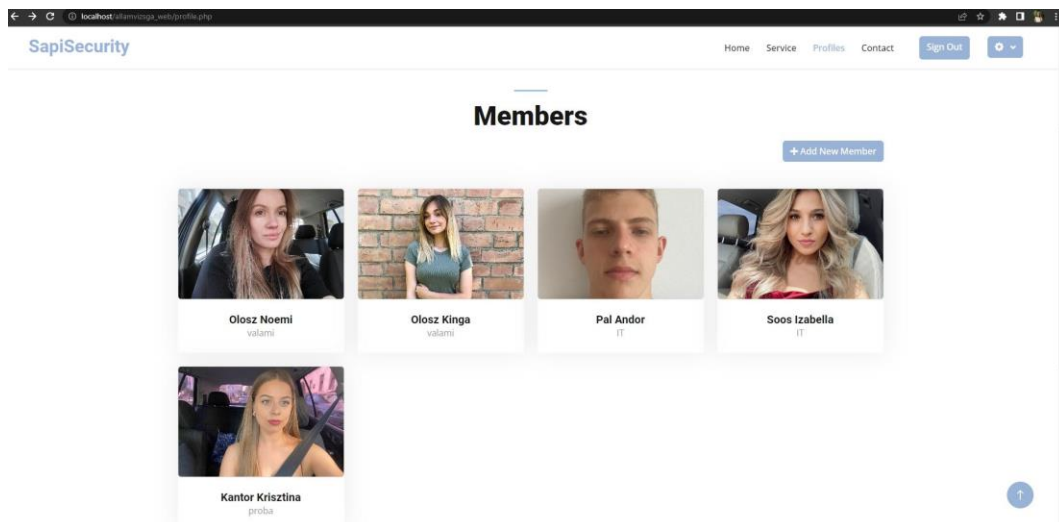 localhost/allamvizsga_web/profile.php
SapiSecurity
Home Service Profiles Contact Sign Out
Members
+ Add New Member
Olosz Noemi
valami
Olosz Kinga
valami
Pal Andor
IT
Soos Izabella
IT
Kantor Krisztina
proba